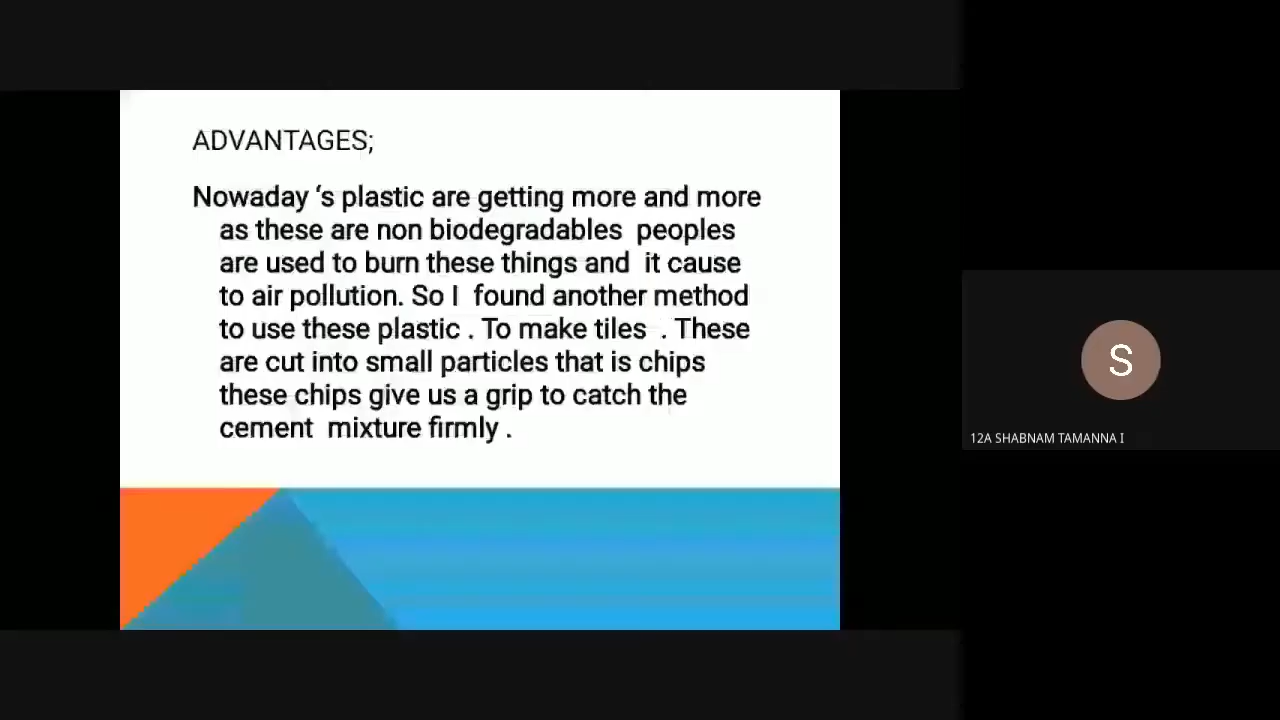 ADVANTAGES;
Nowaday ‘s plastic are getting more and more
as these are non biodegradables peoples
are used to burn these things and it cause
to air pollution. So I found another method
to use these plastic . To make tiles . These
are cut into small particles that is chips
these chips give us a grip to catch the
cement mixture firmly .
S
12A SHABNAM TAMANNA I